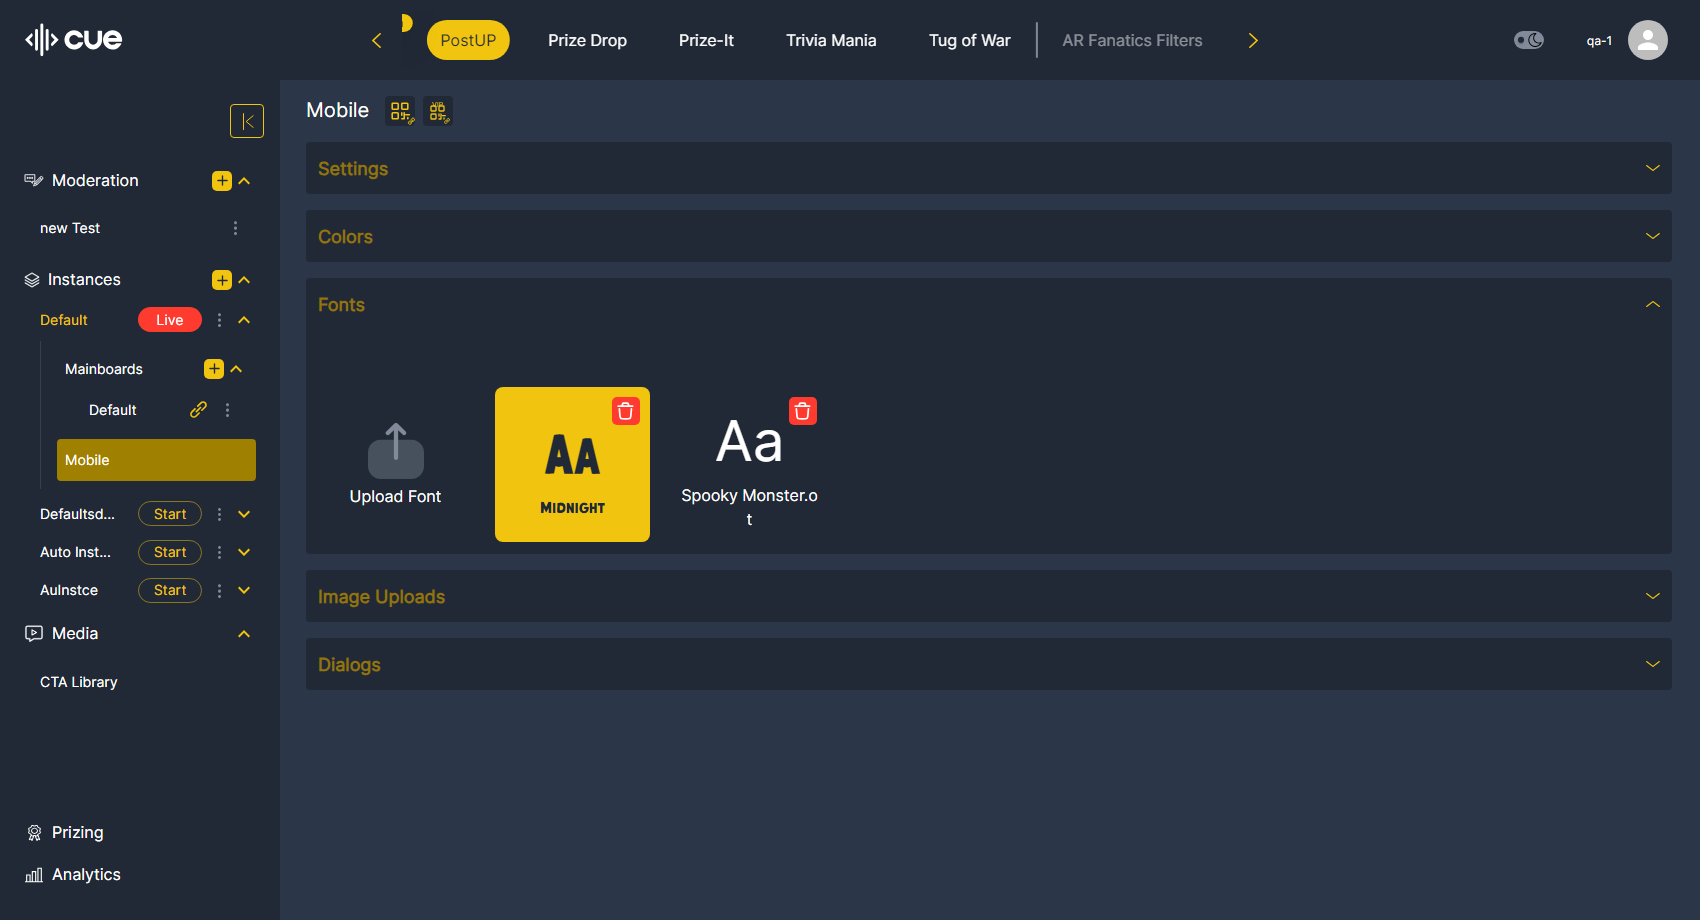 cue
PostUP
Prize Drop
Prize-It
Trivia Mania
Tug of War
AR Fanatics Filters
qa-1
Moderation
new Test
Instances
Default
Live
Mainboards
Default
Mobile
Defaultsd...
Start
Auto Inst...
Start
AuInstce
Start
Media
CTA Library
Prizing
Analytics
Mobile
Settings
Colors
Fonts
Upload Font
Aa
Midnight
Aa
Spooky Monster.o
t
Image Uploads
Dialogs